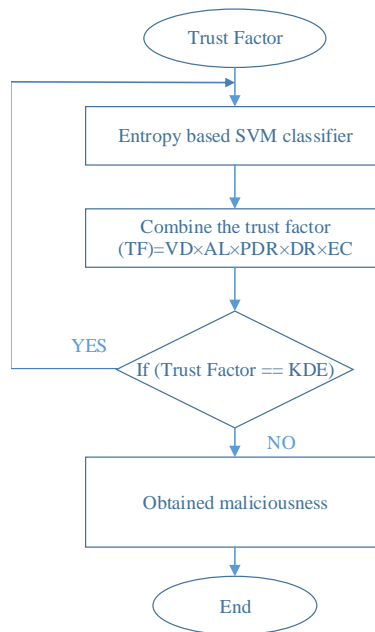 Trust Factor
Entropy based SVM classifier
Combine the trust factor
(TF)=VD×AL×PDR×DR×EC
YES
If (Trust Factor == KDE)
NO
Obtained maliciousness
End